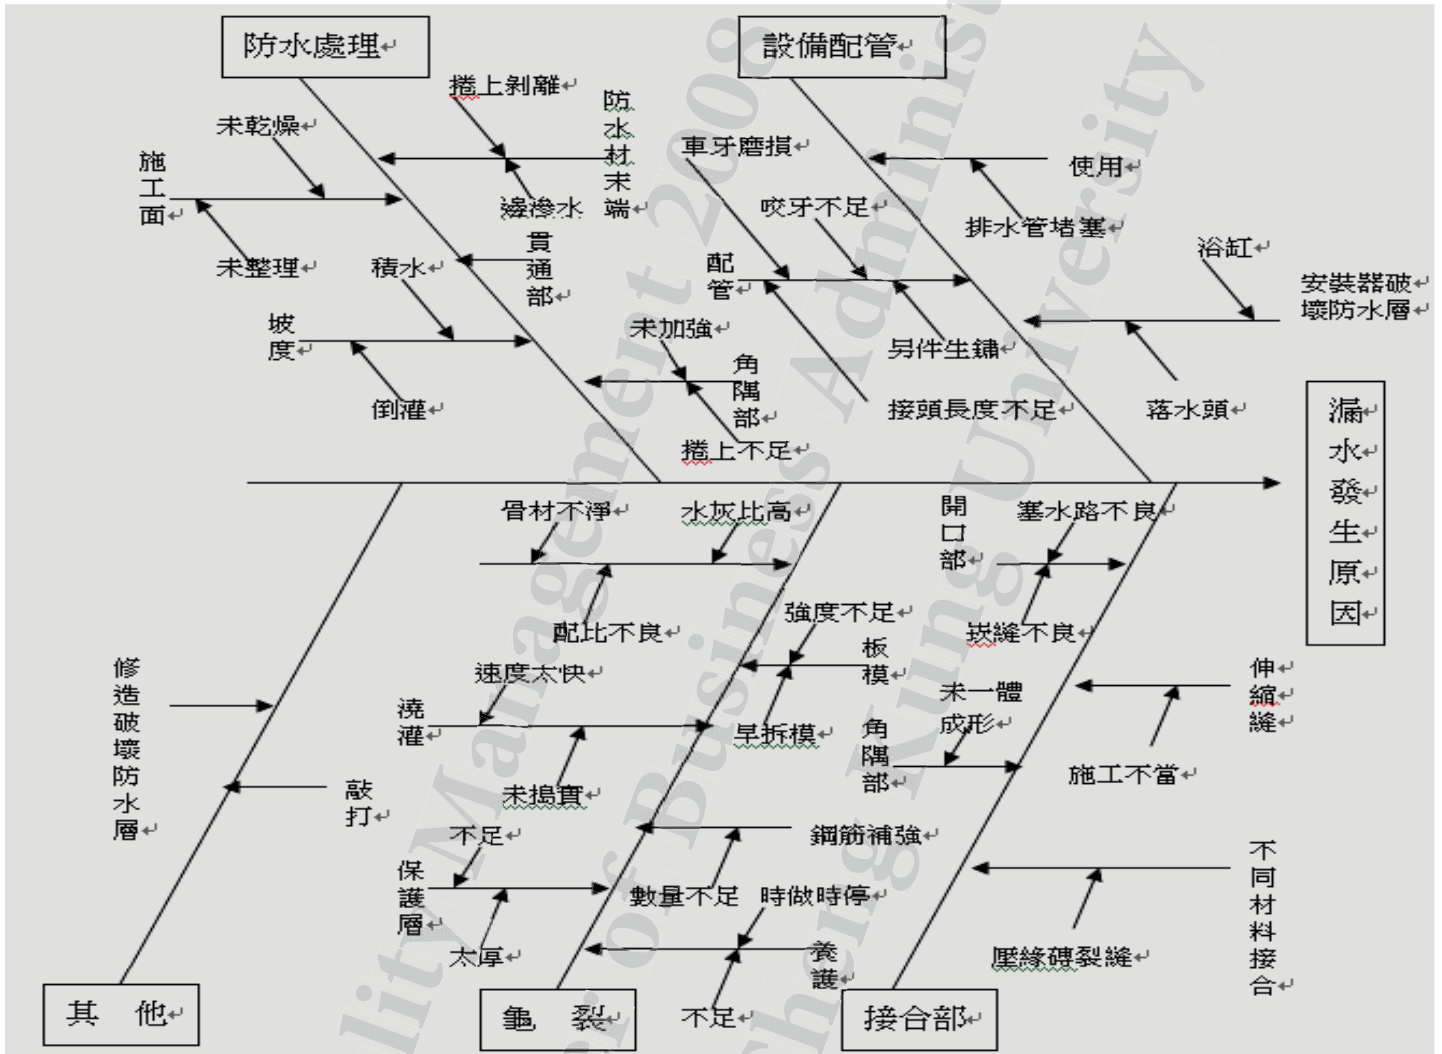 防水處理
設備配管
捲上剝離
防水材末端
未乾燥
施工面
邊滲水
未整理
貫通部
積水
坡度
倒灌
未加強
角隅部
捲上不足
車牙磨損
使用
咬牙不足
排水管堵塞
配管
浴缸
安裝器破
壞防水層
另件生鏽
接頭長度不足
落水頭
漏水發生原因
骨材不淨
水灰比高
開口部
塞水路不良
配比不良
強度不足
崁縫不良
板模
速度太快
澆灌
早拆模
未一體
成形
角隅部
伸縮縫
施工不當
修造破壞防水層
敲打
未搗實
不足
保護層
太厚
鋼筋補強
數量不足
時做時停
養護
不足
不同材料接合
壓緣磚裂縫
其 他
龜 裂
接合部
lity Management 2008
r of Business Administ
Cheng Kung University